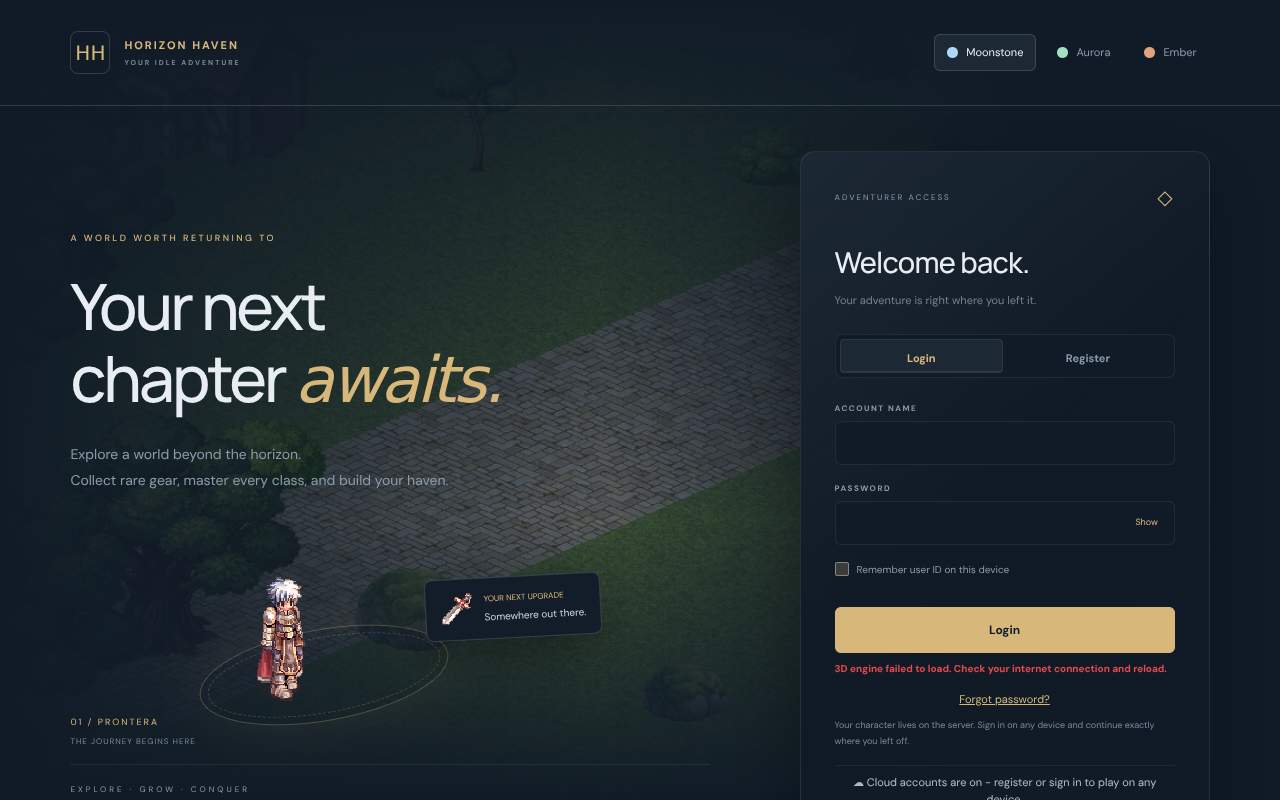 HH
HORIZON HAVEN
YOUR IDLE ADVENTURE
Moonstone
Aurora
Ember
A WORLD WORTH RETURNING TO
Your next
chapter awaits.
Explore a world beyond the horizon.
Collect rare gear, master every class, and build your haven.
YOUR NEXT UPGRADE
Somewhere out there.
01 / PRONTERA
THE JOURNEY BEGINS HERE
EXPLORE · GROW · CONQUER
ADVENTURER ACCESS
Welcome back.
Your adventure is right where you left it.
Login
Register
ACCOUNT NAME
PASSWORD
Show
Remember user ID on this device
Login
3D engine failed to load. Check your internet connection and reload.
Forgot password?
Your character lives on the server. Sign in on any device and continue exactly
where you left off.
☁ Cloud accounts are on - register or sign in to play on any
device